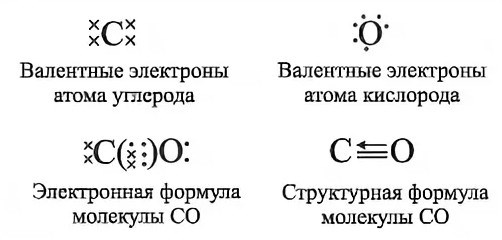 C O
Валентные электроны Валентные электроны
атома углерода атома кислорода
C(:)O: C⇚O
Электронная формула Структурная формула
молекулы CO молекулы CO